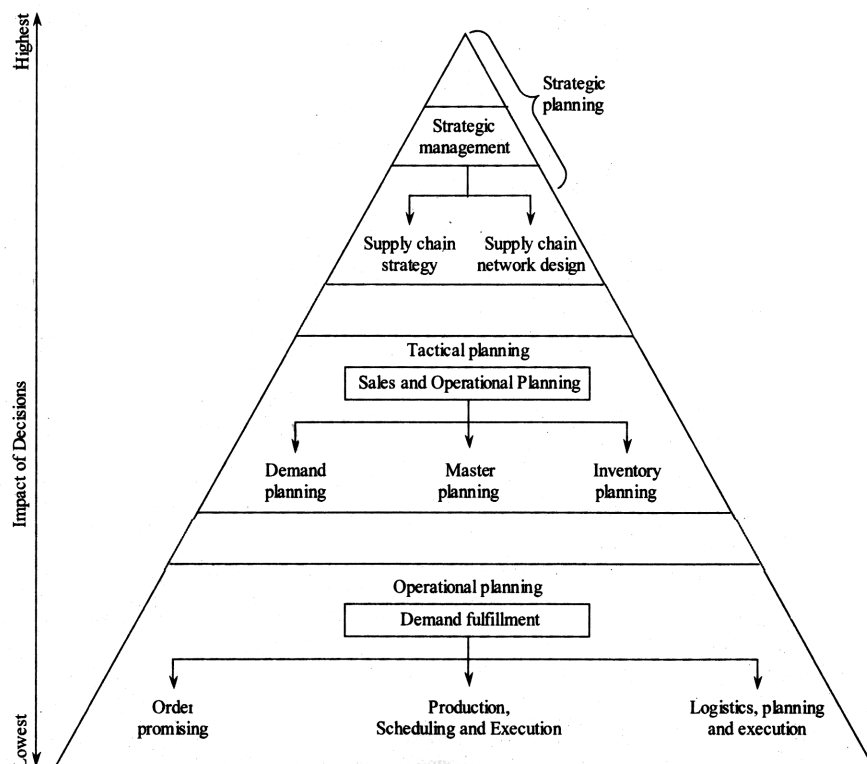 Highest
Strategic
planning
Strategic
management
Supply chain
strategy
Supply chain
network design
Tactical planning
Sales and Operational Planning
Impact of Decisions
Demand
planning
Master
planning
Inventory
planning
Operational planning
Demand fulfillment
Order
promising
Production,
Scheduling and Execution
Logistics, planning
and execution
Lowest